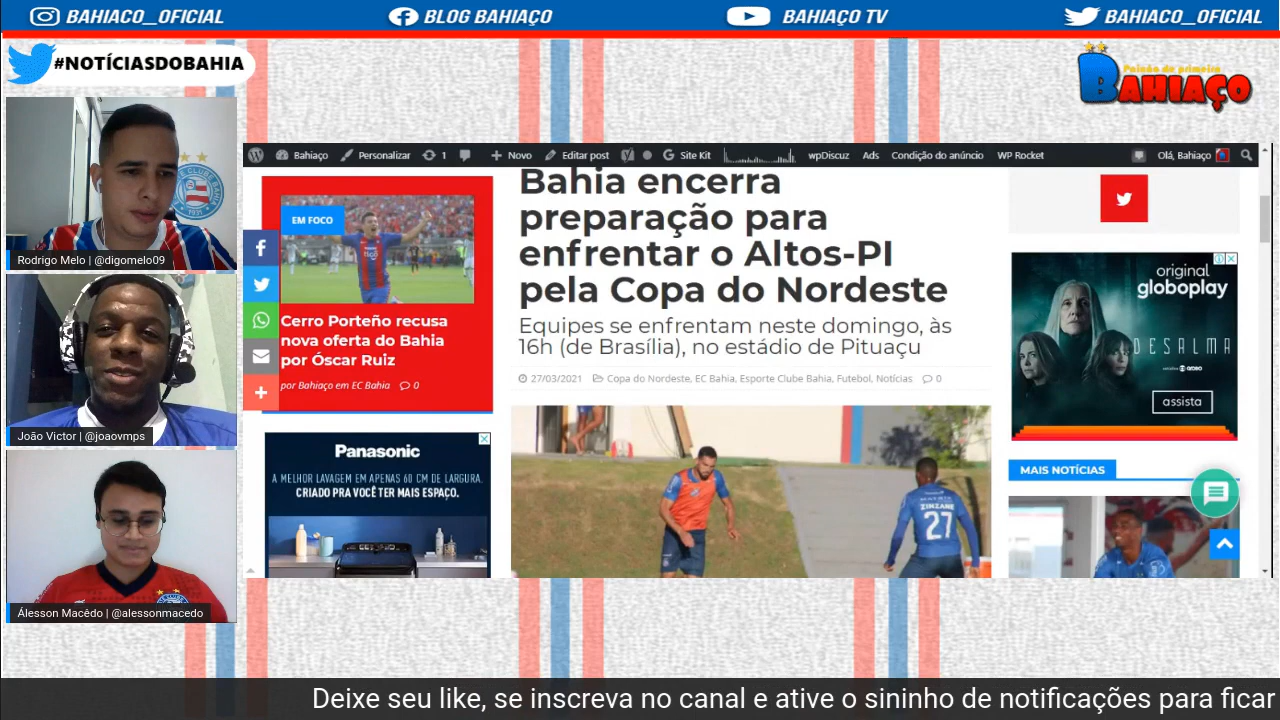 BAHIACO_OFICIAL
BLOG BAHIAÇO
BAHIAÇO TV
BAHIACO_OFICIAL
#NOTÍCIASDOBAHIA
Paixão de primeira
BAHIAÇO
Rodrigo Melo | @digomelo09
João Victor | @joaovmps
Álesson Macêdo | @alessonmacedo
Bahiaço
Personalizar
1
Novo
Editar post
Site Kit
wpDiscuz
Ads
Condição do anúncio
WP Rocket
Olá, Bahiaço
EM FOCO
Cerro Porteño recusa
nova oferta do Bahia
por Óscar Ruiz
por Bahiaço em EC Bahia 0
Panasonic
A MELHOR LAVAGEM EM APENAS 60 CM DE LARGURA.
CRIADO PRA VOCÊ TER MAIS ESPAÇO.
Bahia encerra
preparação para
enfrentar o Altos-PI
pela Copa do Nordeste
Equipes se enfrentam neste domingo, às
16h (de Brasília), no estádio de Pituaçu
27/03/2021 Copa do Nordeste, EC Bahia, Esporte Clube Bahia, Futebol, Notícias 0
ZINZANE
27
original
globoplay
DESALMA
assista
MAIS NOTÍCIAS
Deixe seu like, se inscreva no canal e ative o sininho de notificações para ficar